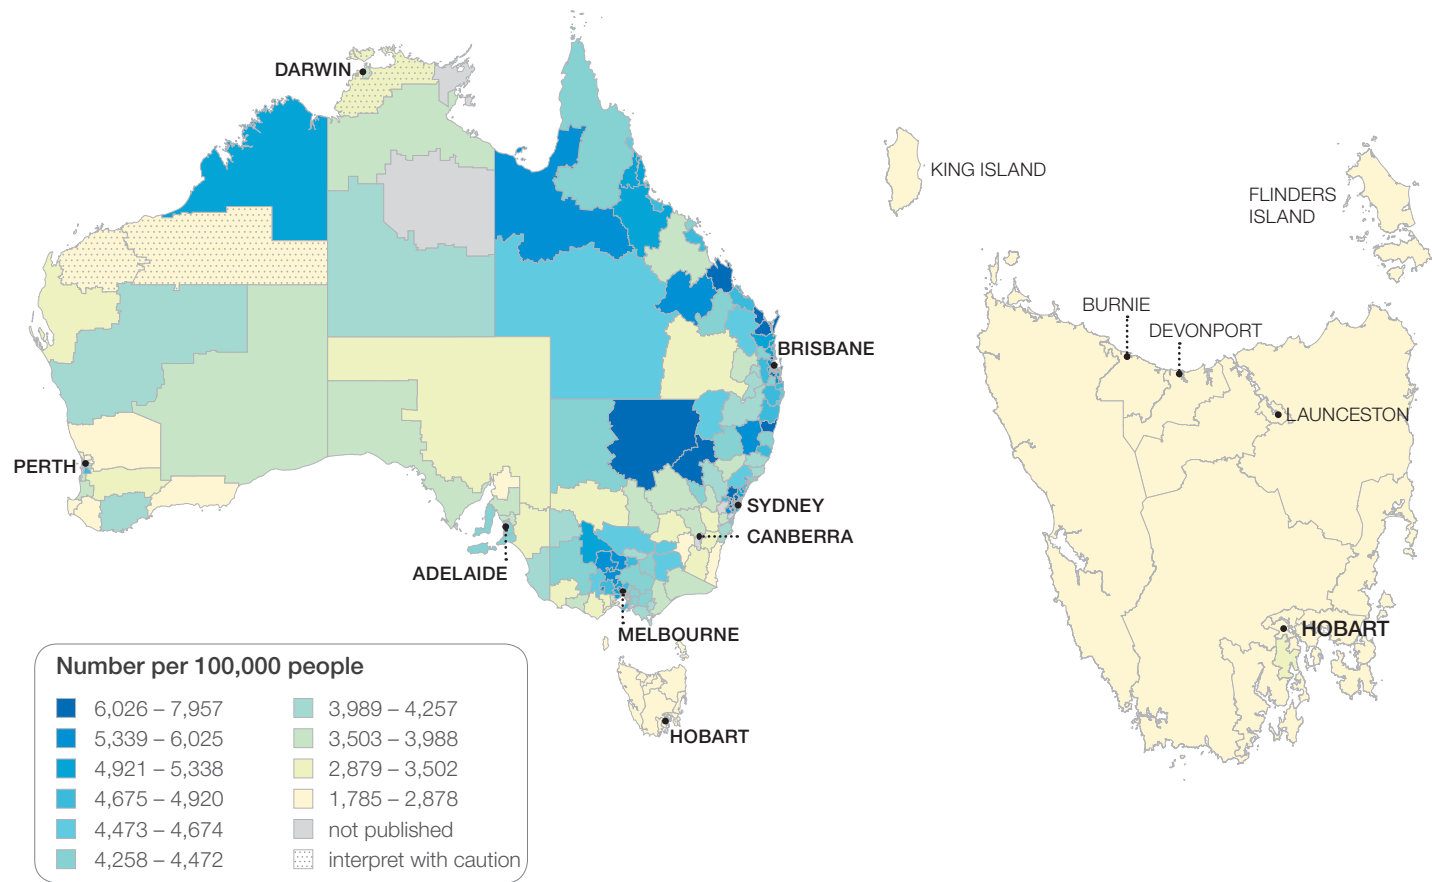 DARWIN
BRISBANE
PERTH
SYDNEY
CANBERRA
ADELAIDE
MELBOURNE
HOBART
KING ISLAND
FLINDERS
ISLAND
BURNIE
DEVONPORT
LAUNCESTON
HOBART
Number per 100,000 people
6,026 – 7,957
5,339 – 6,025
4,921 – 5,338
4,675 – 4,920
4,473 – 4,674
4,258 – 4,472
3,989 – 4,257
3,503 – 3,988
2,879 – 3,502
1,785 – 2,878
not published
interpret with caution